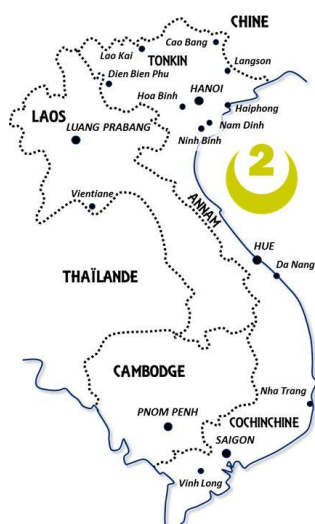 CHINE
Cao Bang
Lao Kai
TONKIN
Langson
Dien Bien Phu
HANOI
Hoa Binh
Haiphong
LAOS
Nam Dinh
LUANG PRABANG
Ninh Binh
2
Vientiane
ANNAM
HUE
Da Nang
THAÏLANDE
CAMBODGE
Nha Trang
PNOM PENH
COCHINCHINE
SAIGON
Vinh Long